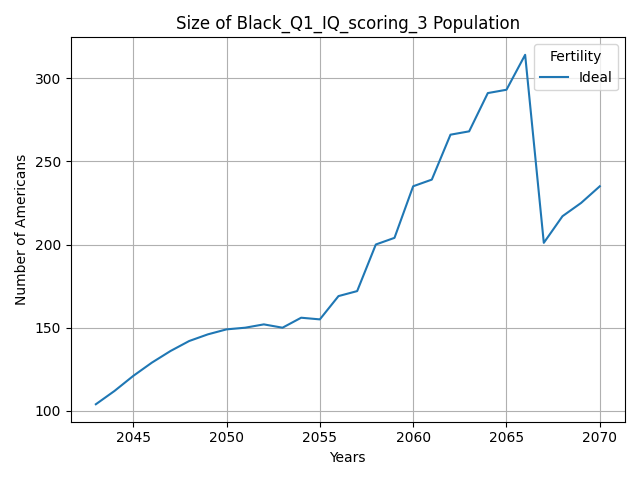 Size of Black_Q1_IQ_scoring_3 Population
Fertility
Ideal
Number of Americans
300
250
200
150
100
2045 2050 2055 2060 2065 2070
Years